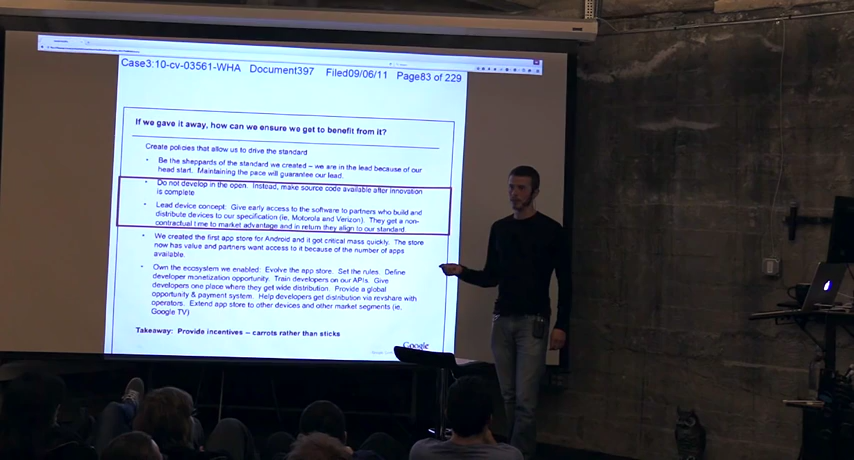 Case3:10-cv-03561-WHA Document397 Filed09/06/11 Page83 of 229
If we gave it away, how can we ensure we get to benefit from it?
Create policies that allow us to drive the standard
• Be the sheppards of the standard we created – we are in the lead because of our
head start. Maintaining the pace will guarantee our lead.
• Do not develop in the open. Instead, make source code available after innovation
is complete
• Lead device concept: Give early access to the software to partners who build and
distribute devices to our specification (ie, Motorola and Verizon). They get a non-
contractual time to market advantage and in return they align to our standard.
• We created the first app store for Android and it got critical mass quickly. The store
now has value and partners want access to it because of the number of apps
available.
• Own the ecosystem we enabled: Evolve the app store. Set the rules. Define
developer monetization opportunity. Train developers on our APIs. Give
developers one place where they get wide distribution. Provide a global
opportunity & payment system. Help developers get distribution via revshare with
operators. Extend app store to other devices and other market segments (ie,
Google TV)
Takeaway: Provide incentives – carrots rather than sticks
Google